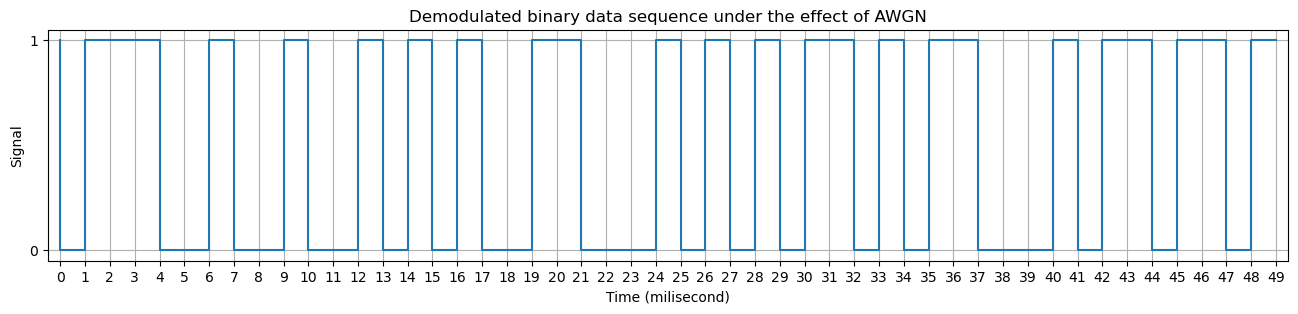 Demodulated binary data sequence under the effect of AWGN
1
Signal
0
0 1 2 3 4 5 6 7 8 9 10 11 12 13 14 15 16 17 18 19 20 21 22 23 24 25 26 27 28 29 30 31 32 33 34 35 36 37 38 39 40 41 42 43 44 45 46 47 48 49
Time (milisecond)